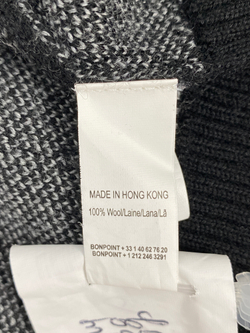 MADE IN HONG KONG
100% Wool/Laine/Lana/Lã
BONPOINT +33 1 40 62 76 20
BONPOINT +1 212 246 3291